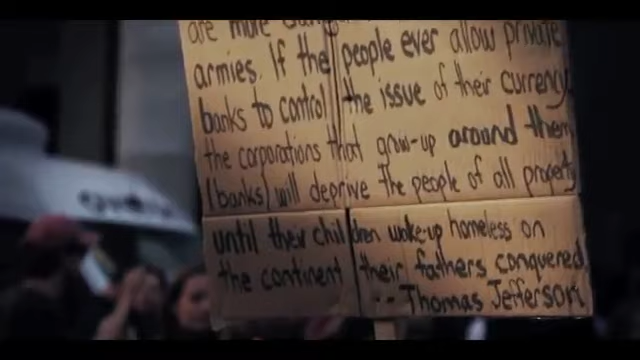 are more
armies. If the people ever allow private
banks to control the issue of their currency
the corporations that grow-up around them
(banks) will deprive the people of all property
until their children wake-up homeless on
the continent their fathers conquered
-- Thomas Jefferson